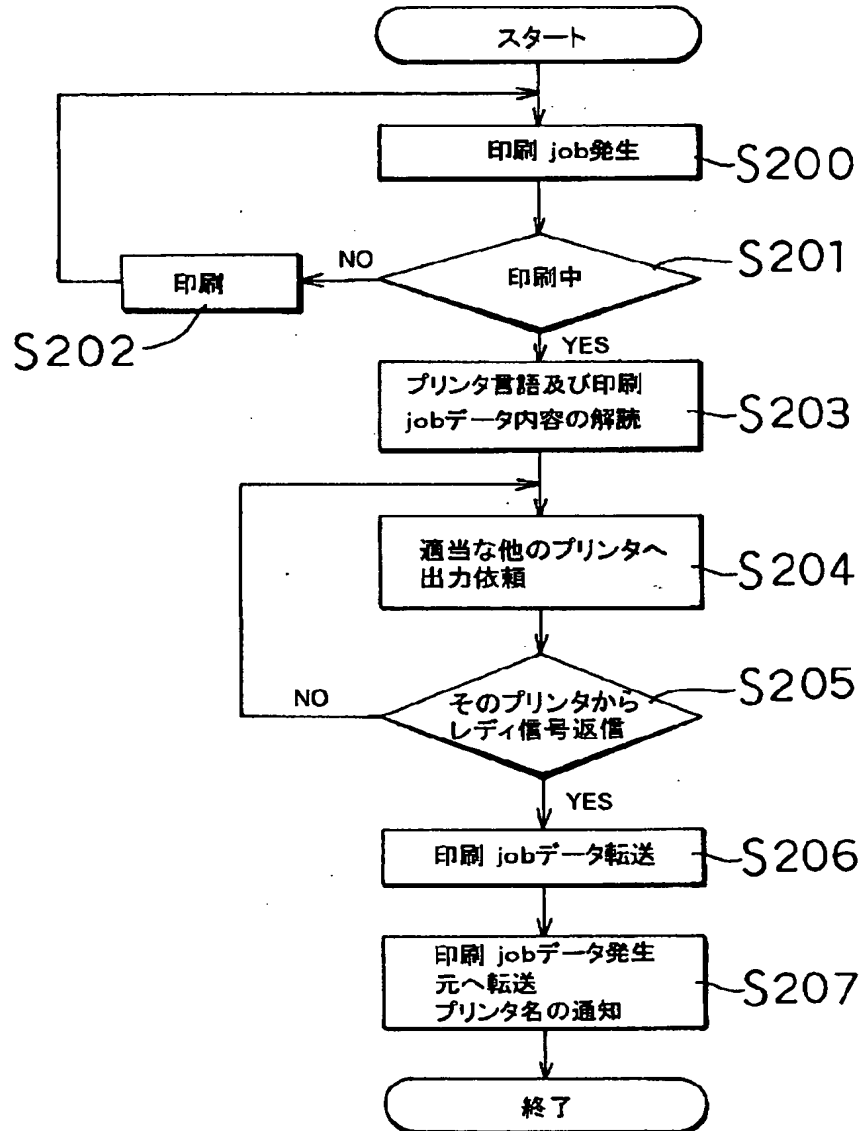 スタート
印刷 job発生
S200
印刷中
S201
NO
印刷
S202
YES
プリンタ言語及び印刷
jobデータ内容の解読
S203
適当な他のプリンタへ
出力依頼
S204
そのプリンタから
レディ信号返信
S205
NO
YES
印刷 jobデータ転送
S206
印刷 jobデータ発生
元へ転送
プリンタ名の通知
S207
終了